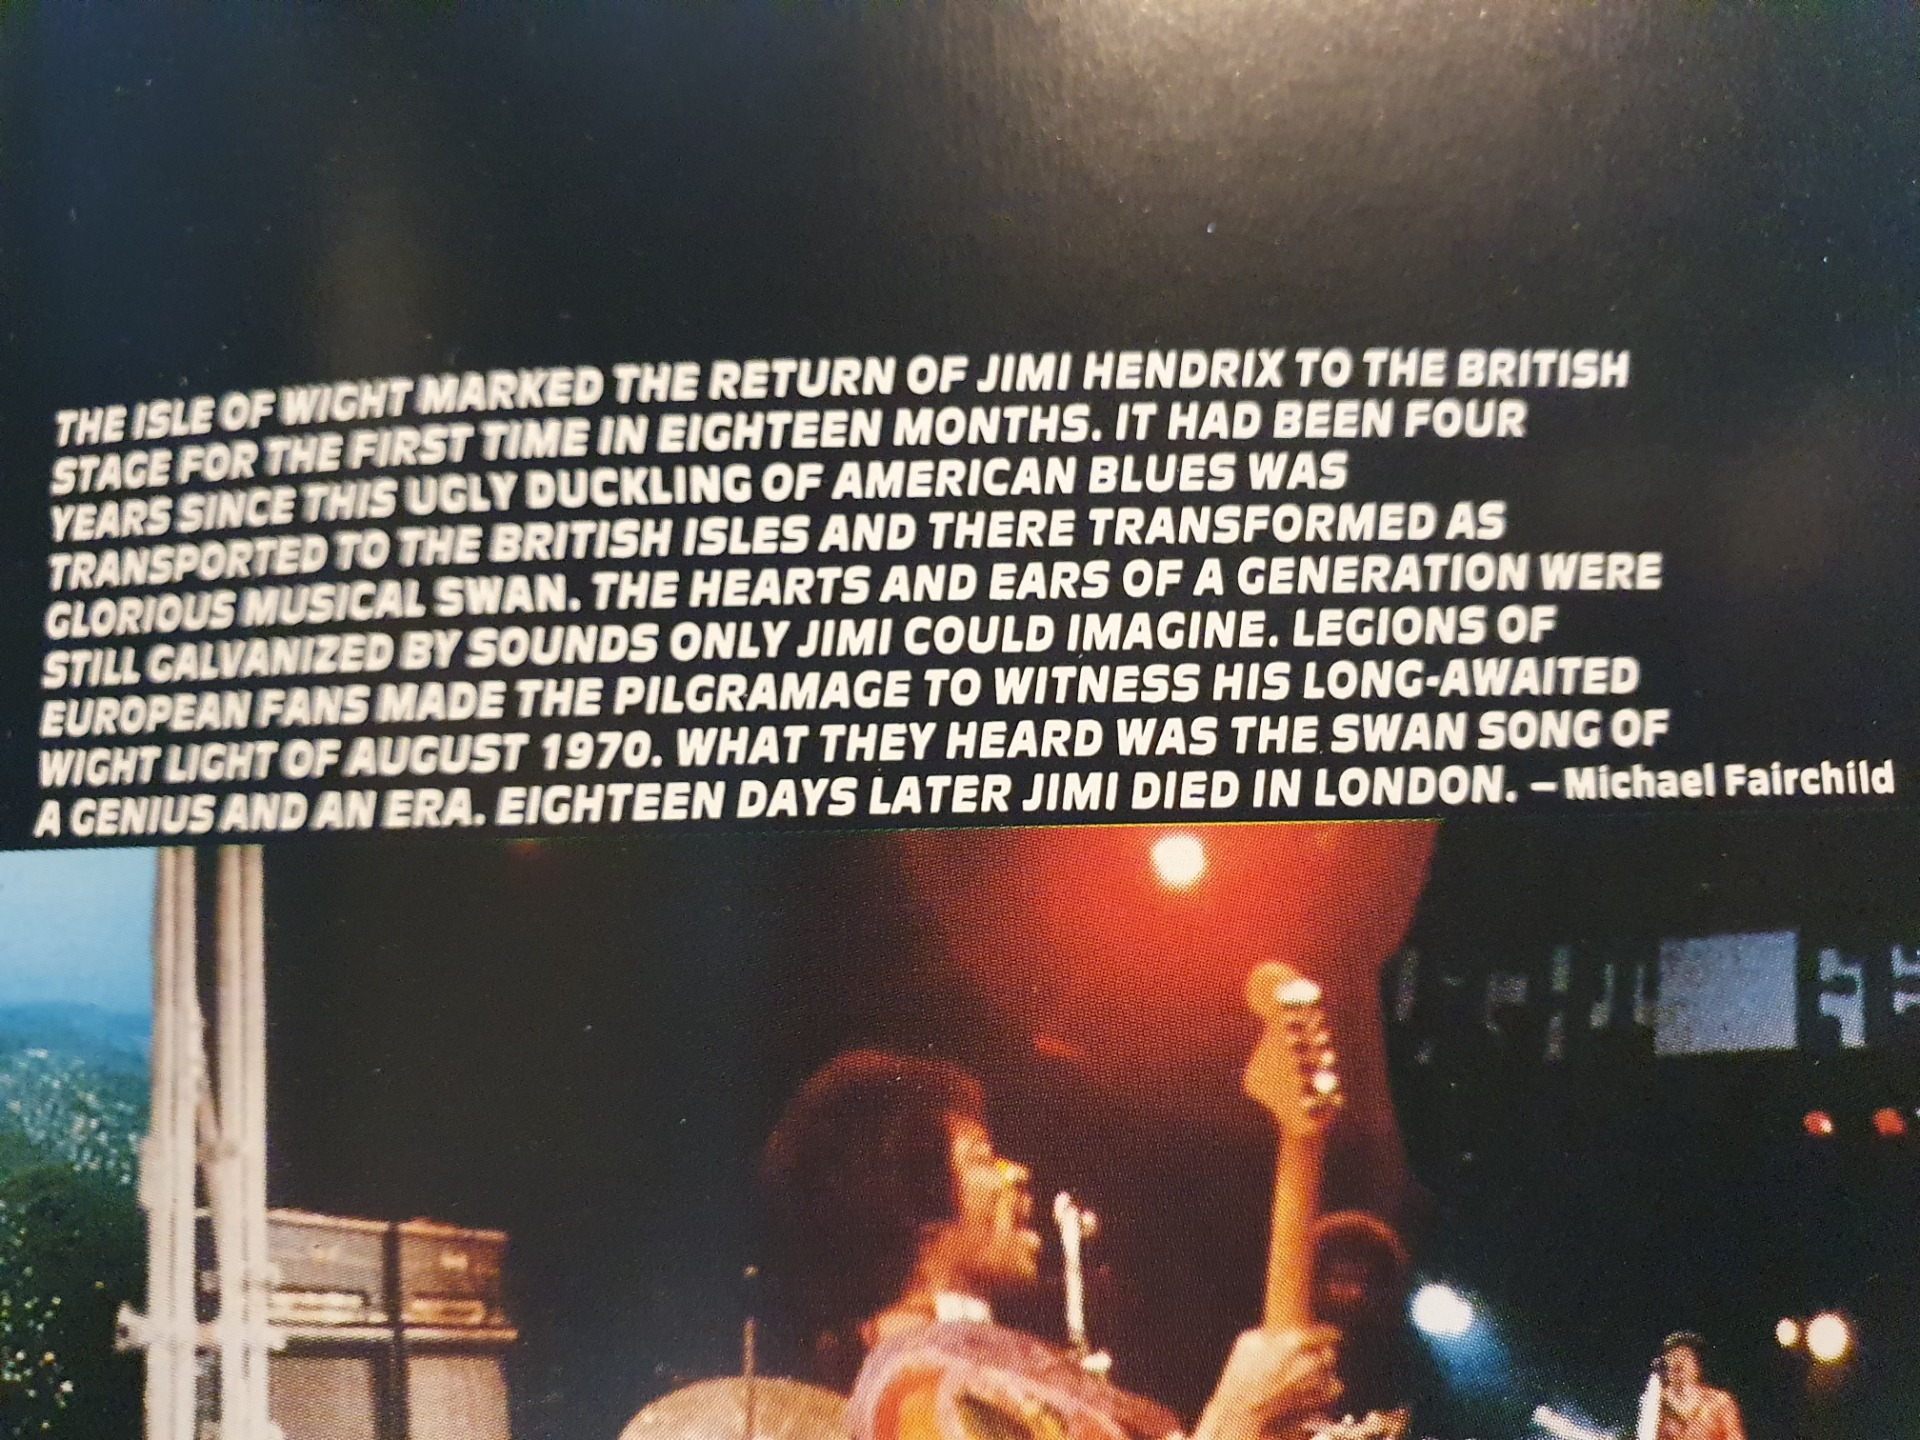 THE ISLE OF WIGHT MARKED THE RETURN OF JIMI HENDRIX TO THE BRITISH
STAGE FOR THE FIRST TIME IN EIGHTEEN MONTHS. IT HAD BEEN FOUR
YEARS SINCE THIS UGLY DUCKLING OF AMERICAN BLUES WAS
TRANSPORTED TO THE BRITISH ISLES AND THERE TRANSFORMED AS
GLORIOUS MUSICAL SWAN. THE HEARTS AND EARS OF A GENERATION WERE
STILL GALVANIZED BY SOUNDS ONLY JIMI COULD IMAGINE. LEGIONS OF
EUROPEAN FANS MADE THE PILGRAMAGE TO WITNESS HIS LONG-AWAITED
WIGHT LIGHT OF AUGUST 1970. WHAT THEY HEARD WAS THE SWAN SONG OF
A GENIUS AND AN ERA. EIGHTEEN DAYS LATER JIMI DIED IN LONDON. – Michael Fairchild